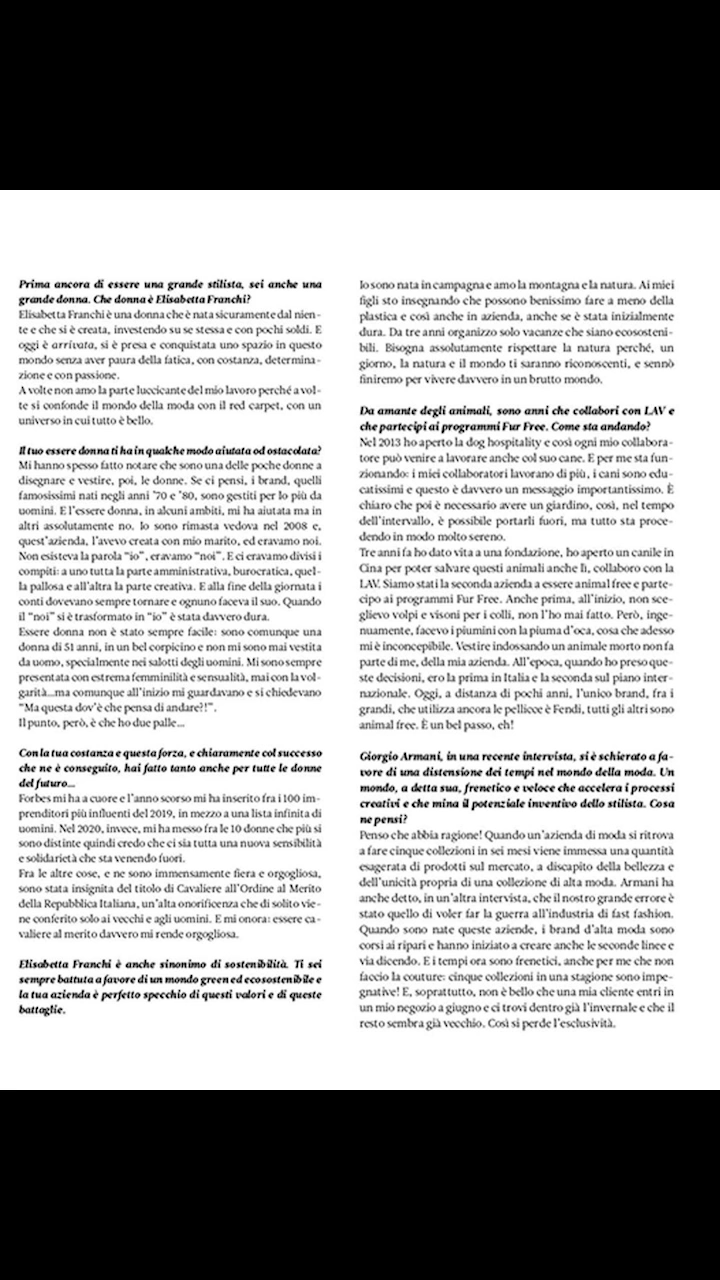 Prima ancora di essere una grande stilista, sei anche una
grande donna. Che donna è Elisabetta Franchi?
Elisabetta Franchi è una donna che è nata sicuramente dal nien-
te e che si è creata, investendo su se stessa e con pochi soldi. E
oggi è arrivata, si è presa e conquistata uno spazio in questo
mondo senza aver paura della fatica, con costanza, determina-
zione e con passione.
A volte non amo la parte luccicante del mio lavoro perché a vol-
te si confonde il mondo della moda con il red carpet, con un
universo in cui tutto è bello.
Il tuo essere donna ti ha in qualche modo aiutata od ostacolata?
Mi hanno spesso fatto notare che sono una delle poche donne a
disegnare e vestire, poi, le donne. Se ci pensi, i brand, quelli
famosissimi nati negli anni '70 e '80, sono gestiti per lo più da
uomini. E l'essere donna, in alcuni ambiti, mi ha aiutata ma in
altri assolutamente no. Io sono rimasta vedova nel 2008 e,
quest'azienda, l'avevo creata con mio marito, ed eravamo noi.
Non esisteva la parola "io", eravamo "noi". E ci eravamo divisi i
compiti: a uno tutta la parte amministrativa, burocratica, quel-
la pallosa e all'altra la parte creativa. E alla fine della giornata i
conti dovevano sempre tornare e ognuno faceva il suo. Quando
il "noi" si è trasformato in "io" è stata davvero dura.
Essere donna non è stato sempre facile: sono comunque una
donna di 51 anni, in un bel corpicino e non mi sono mai vestita
da uomo, specialmente nei salotti degli uomini. Mi sono sempre
presentata con estrema femminilità e sensualità, mai con la vol-
garità...ma comunque all'inizio mi guardavano e si chiedevano
"Ma questa dov'è che pensa di andare?!".
Il punto, però, è che ho due palle...
Con la tua costanza e questa forza, e chiaramente col successo
che ne è conseguito, hai fatto tanto anche per tutte le donne
del futuro...
Forbes mi ha a cuore e l'anno scorso mi ha inserito fra i 100 im-
prenditori più influenti del 2019, in mezzo a una lista infinita di
uomini. Nel 2020, invece, mi ha messo fra le 10 donne che più si
sono distinte quindi credo che ci sia tutta una nuova sensibilità
e solidarietà che sta venendo fuori.
Fra le altre cose, e ne sono immensamente fiera e orgogliosa,
sono stata insignita del titolo di Cavaliere all'Ordine al Merito
della Repubblica Italiana, un'alta onorificenza che di solito vie-
ne conferito solo ai vecchi e agli uomini. E mi onora: essere ca-
valiere al merito davvero mi rende orgogliosa.
Elisabetta Franchi è anche sinonimo di sostenibilità. Ti sei
sempre battuta a favore di un mondo green ed ecosostenibile e
la tua azienda è perfetto specchio di questi valori e di queste
battaglie.
Io sono nata in campagna e amo la montagna e la natura. Ai miei
figli sto insegnando che possono benissimo fare a meno della
plastica e così anche in azienda, anche se è stata inizialmente
dura. Da tre anni organizzo solo vacanze che siano ecososteni-
bili. Bisogna assolutamente rispettare la natura perché, un
giorno, la natura e il mondo ti saranno riconoscenti, e sennò
finiremo per vivere davvero in un brutto mondo.
Da amante degli animali, sono anni che collabori con LAV e
che partecipi ai programmi Fur Free. Come sta andando?
Nel 2013 ho aperto la dog hospitality e così ogni mio collabora-
tore può venire a lavorare anche col suo cane. E per me sta fun-
zionando: i miei collaboratori lavorano di più, i cani sono edu-
catissimi e questo è davvero un messaggio importantissimo. È
chiaro che poi è necessario avere un giardino, così, nel tempo
dell'intervallo, è possibile portarli fuori, ma tutto sta proce-
dendo in modo molto sereno.
Tre anni fa ho dato vita a una fondazione, ho aperto un canile in
Cina per poter salvare questi animali anche lì, collaboro con la
LAV. Siamo stati la seconda azienda a essere animal free e parte-
cipo ai programmi Fur Free. Anche prima, all'inizio, non sce-
glievo volpi e visoni per i colli, non l'ho mai fatto. Però, inge-
nuamente, facevo i piumini con la piuma d'oca, cosa che adesso
mi è inconcepibile. Vestire indossando un animale morto non fa
parte di me, della mia azienda. All'epoca, quando ho preso que-
ste decisioni, ero la prima in Italia e la seconda sul piano inter-
nazionale. Oggi, a distanza di pochi anni, l'unico brand, fra i
grandi, che utilizza ancora le pellicce è Fendi, tutti gli altri sono
animal free. È un bel passo, eh!
Giorgio Armani, in una recente intervista, si è schierato a fa-
vore di una distensione dei tempi nel mondo della moda. Un
mondo, a detta sua, frenetico e veloce che accelera i processi
creativi e che mina il potenziale inventivo dello stilista. Cosa
ne pensi?
Penso che abbia ragione! Quando un'azienda di moda si ritrova
a fare cinque collezioni in sei mesi viene immessa una quantità
esagerata di prodotti sul mercato, a discapito della bellezza e
dell'unicità propria di una collezione di alta moda. Armani ha
anche detto, in un'altra intervista, che il nostro grande errore è
stato quello di voler far la guerra all'industria di fast fashion.
Quando sono nate queste aziende, i brand d'alta moda sono
corsi ai ripari e hanno iniziato a creare anche le seconde linee e
via dicendo. E i tempi ora sono frenetici, anche per me che non
faccio la couture: cinque collezioni in una stagione sono impe-
gnative! E, soprattutto, non è bello che una mia cliente entri in
un mio negozio a giugno e ci trovi dentro già l'invernale e che il
resto sembra già vecchio. Così si perde l'esclusività.